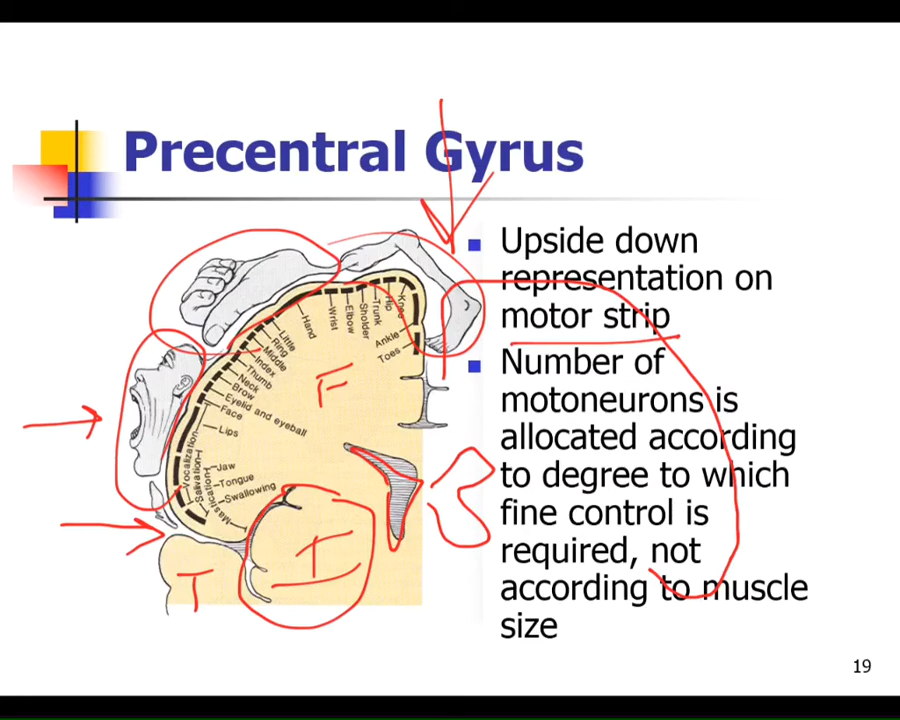 Precentral Gyrus
Upside down
representation on
motor strip
Number of
motoneurons is
allocated according
to degree to which
fine control is
required, not
according to muscle
size
Toes
Ankle
Knee
Hip
Trunk
Sholder
Elbow
Wrist
Hand
Little
Ring
Middle
Index
Thumb
Neck
Brow
Eyelid and eyeball
Face
Lips
Vocalization
Jaw
Tongue
Swallowing
Salivation
Mastication
F
T
I
19